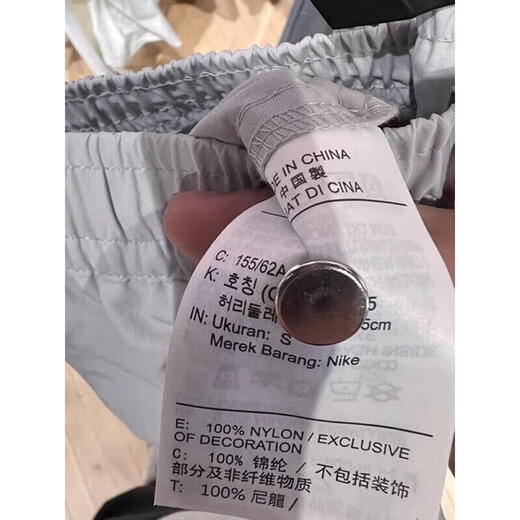 E IN CHINA
中国製
AT DI CINA
C: 155/62A
K: 호칭 (
5
허리둘레
5cm
IN: Ukuran: S
Merek Barang: Nike
E: 100% NYLON / EXCLUSIVE
OF DECORATION
C: 100% 锦纶 / 不包括装饰
部分及非纤维物质
T: 100% 尼龍 /